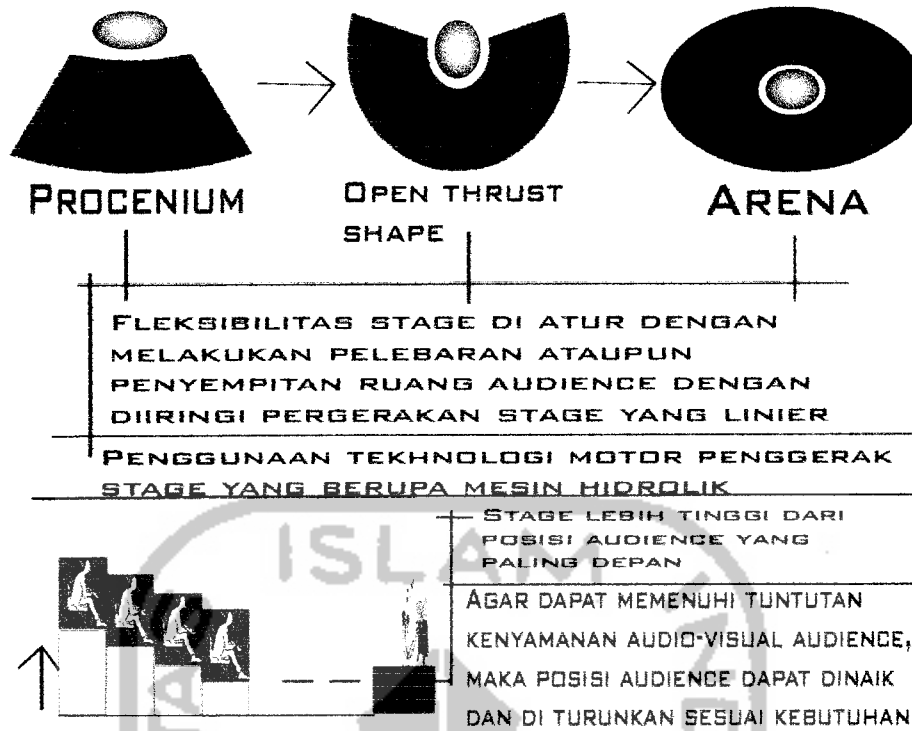 PROCENIUM
OPEN THRUST
SHAPE
ARENA
FLEKSIBILITAS STAGE DI ATUR DENGAN
MELAKUKAN PELEBARAN ATAUPUN
PENYEMPITAN RUANG AUDIENCE DENGAN
DIIRINGI PERGERAKAN STAGE YANG LINIER
PENGGUNAAN TEKHNOLOGI MOTOR PENGGERAK
STAGE YANG BERUPA MESIN HIDROLIK
STAGE LEBIH TINGGI DARI
POSISI AUDIENCE YANG
PALING DEPAN
AGAR DAPAT MEMENUHI TUNTUTAN
KENYAMANAN AUDIO-VISUAL AUDIENCE,
MAKA POSISI AUDIENCE DAPAT DINAIK
DAN DI TURUNKAN SESUAI KEBUTUHAN
ISLAM